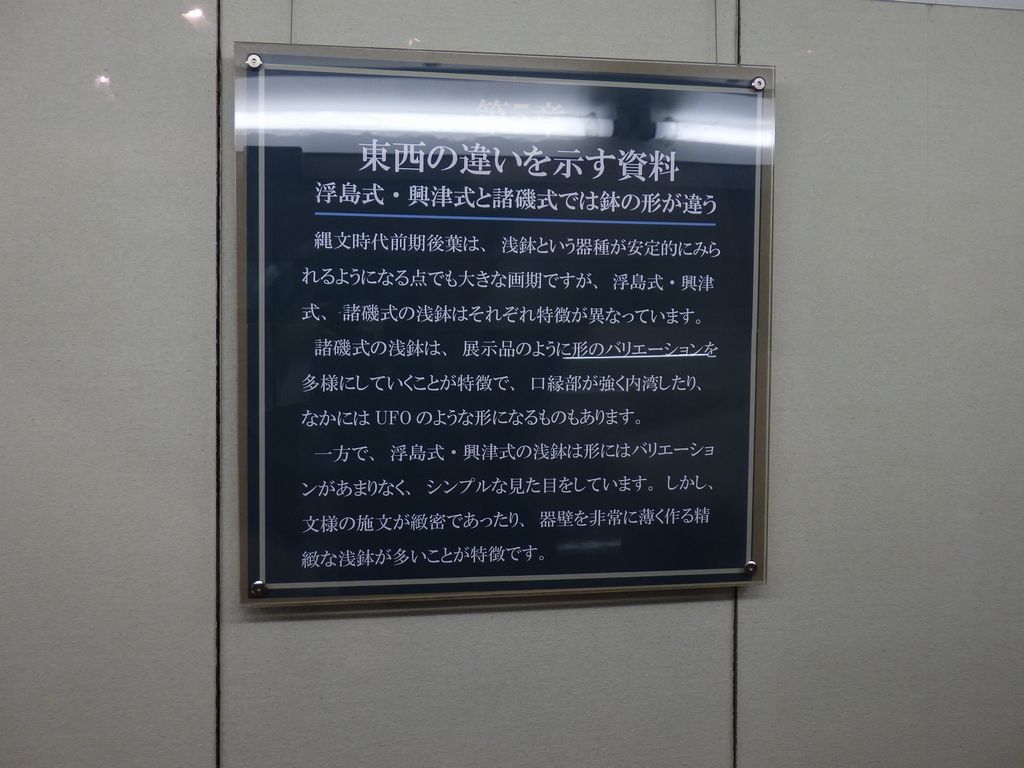 第5章
東西の違いを示す資料
浮島式・興津式と諸磯式では鉢の形が違う
縄文時代前期後葉は、浅鉢という器種が安定的にみら
れるようになる点でも大きな画期ですが、浮島式・興津
式、諸磯式の浅鉢はそれぞれ特徴が異なっています。
諸磯式の浅鉢は、展示品のように形のバリエーションを
多様にしていくことが特徴で、口縁部が強く内湾したり、
なかには UFO のような形になるものもあります。
一方で、浮島式・興津式の浅鉢は形にはバリエーショ
ンがあまりなく、シンプルな見た目をしています。しかし、
文様の施文が緻密であったり、器壁を非常に薄く作る精
緻な浅鉢が多いことが特徴です。